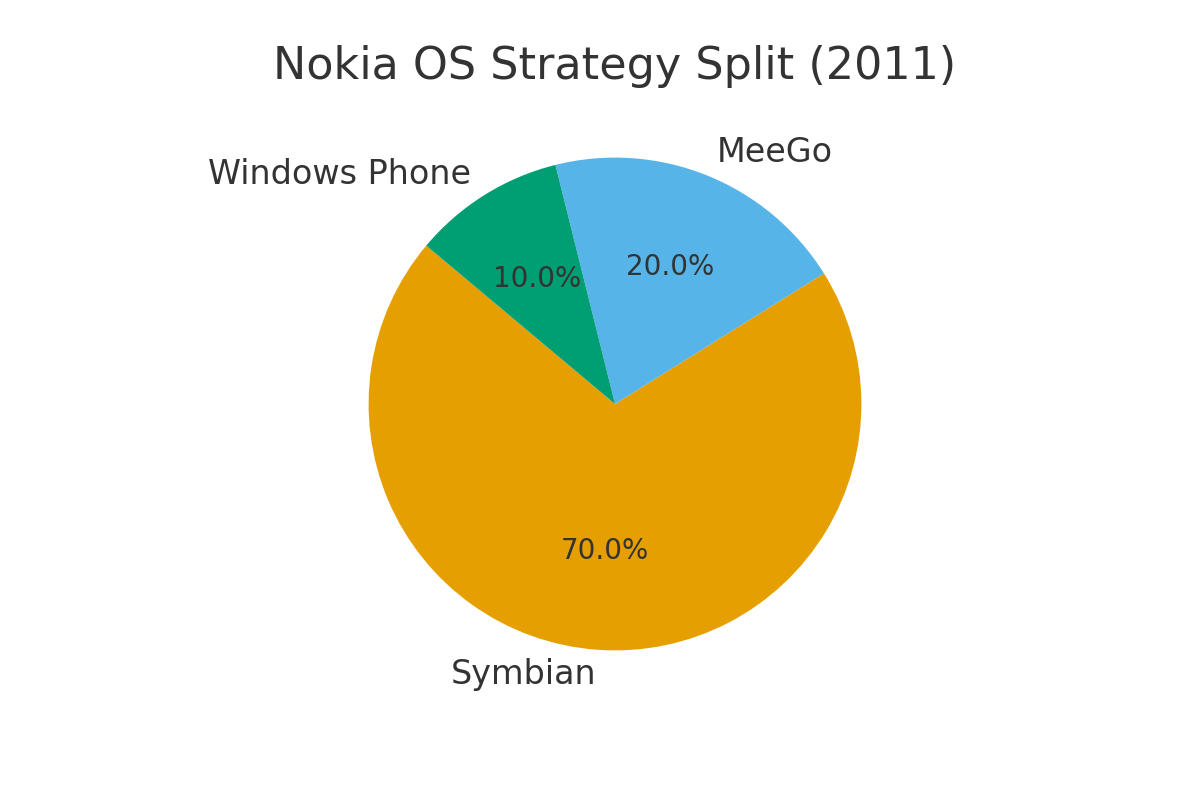 Nokia OS Strategy Split (2011)
MeeGo
Windows Phone
20.0%
10.0%
70.0%
Symbian